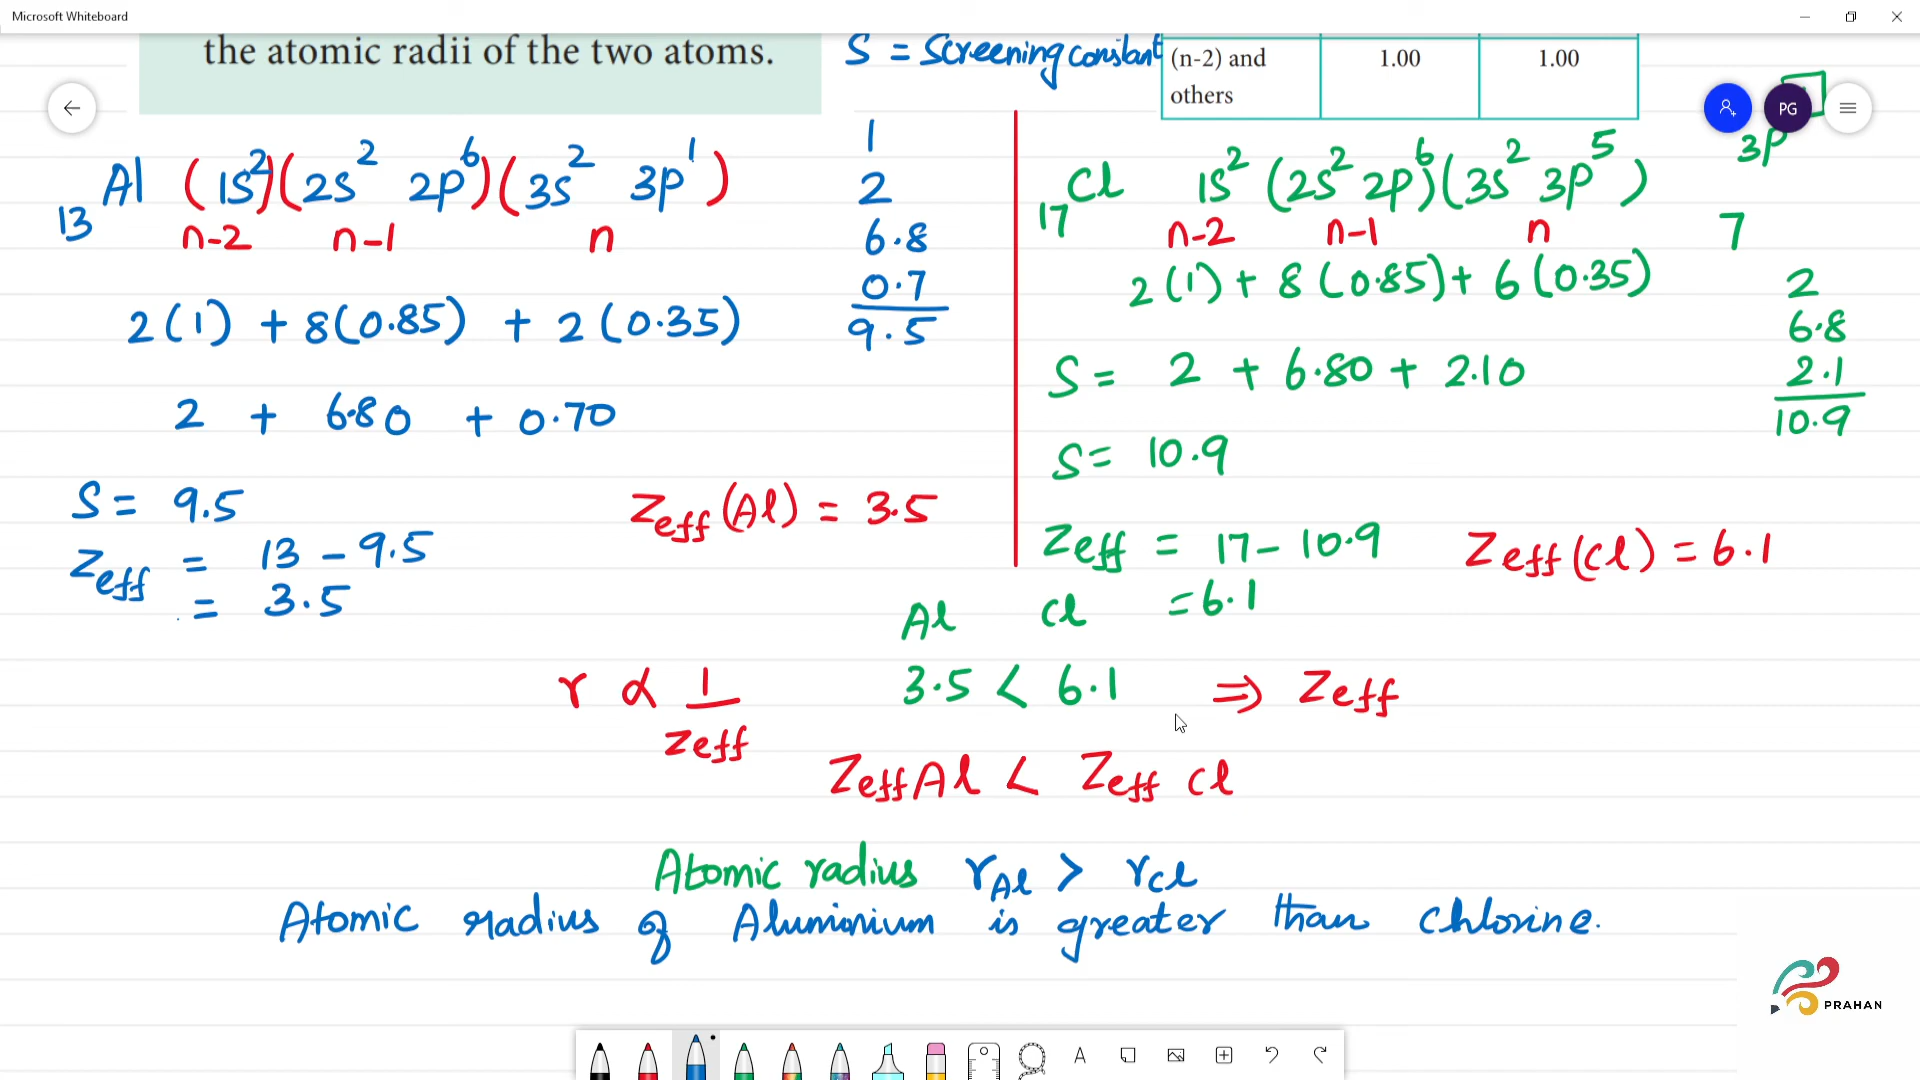 Microsoft Whiteboard
the atomic radii of the two atoms.
S = Screening constant
(n-2) and others 1.00 1.00
PG
3p
Al (1s²)(2s² 2p⁶)(3s² 3p¹)
13
n-2 n-1 n
2(1) + 8(0.85) + 2(0.35)
2 + 6.80 + 0.70
S = 9.5
Zeff = 13 - 9.5
= 3.5
1
2
6.8
0.7
9.5
Zeff (Al) = 3.5
Cl 1s² (2s² 2p⁶)(3s² 3p⁵)
17
n-2 n-1 n
7
2(1) + 8(0.85) + 6(0.35)
S = 2 + 6.80 + 2.10
S = 10.9
2
6.8
2.1
10.9
Zeff = 17 - 10.9
= 6.1
Zeff (Cl) = 6.1
Al Cl
3.5 < 6.1 ⇒ Zeff
r ∝ 1/Zeff
Zeff Al < Zeff Cl
Atomic radius rAl > rCl
Atomic radius of Aluminium is greater than chlorine.
PRAHAN
A